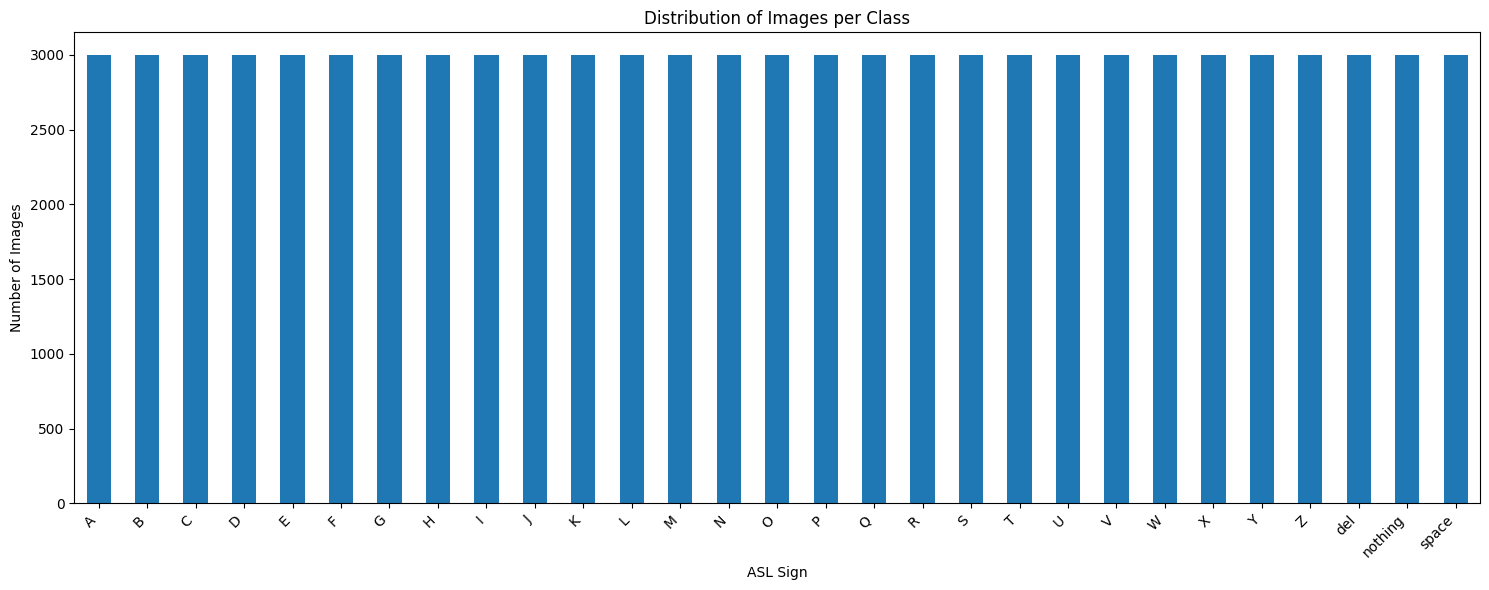 Distribution of Images per Class
Number of Images
3000
2500
2000
1500
1000
500
0
A B C D E F G H I J K L M N O P Q R S T U V W X Y Z del nothing space
ASL Sign